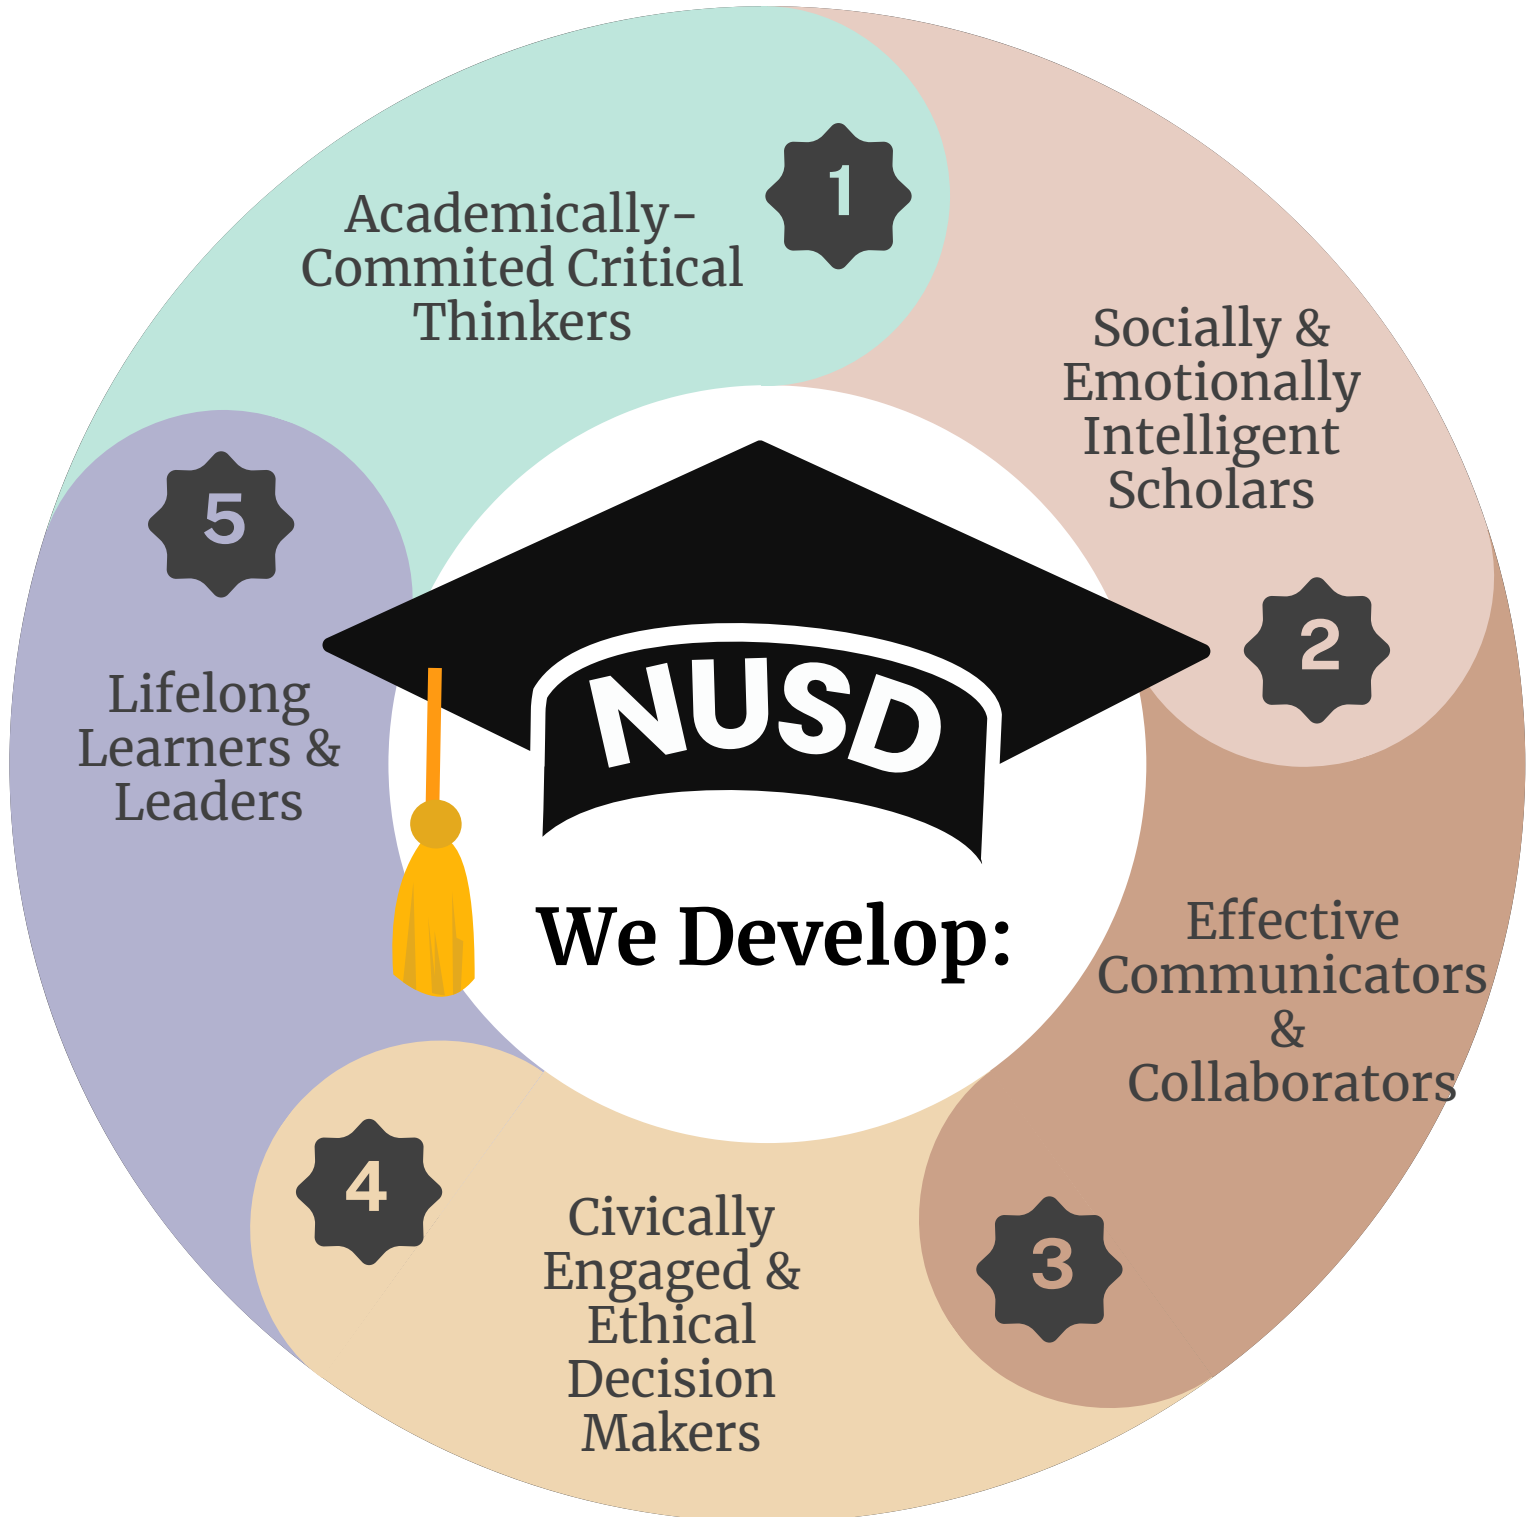 NUSD
We Develop:
1
Academically-
Commited Critical
Thinkers
2
Socially &
Emotionally
Intelligent
Scholars
3
Effective
Communicators
&
Collaborators
4
Civically
Engaged &
Ethical
Decision
Makers
5
Lifelong
Learners &
Leaders